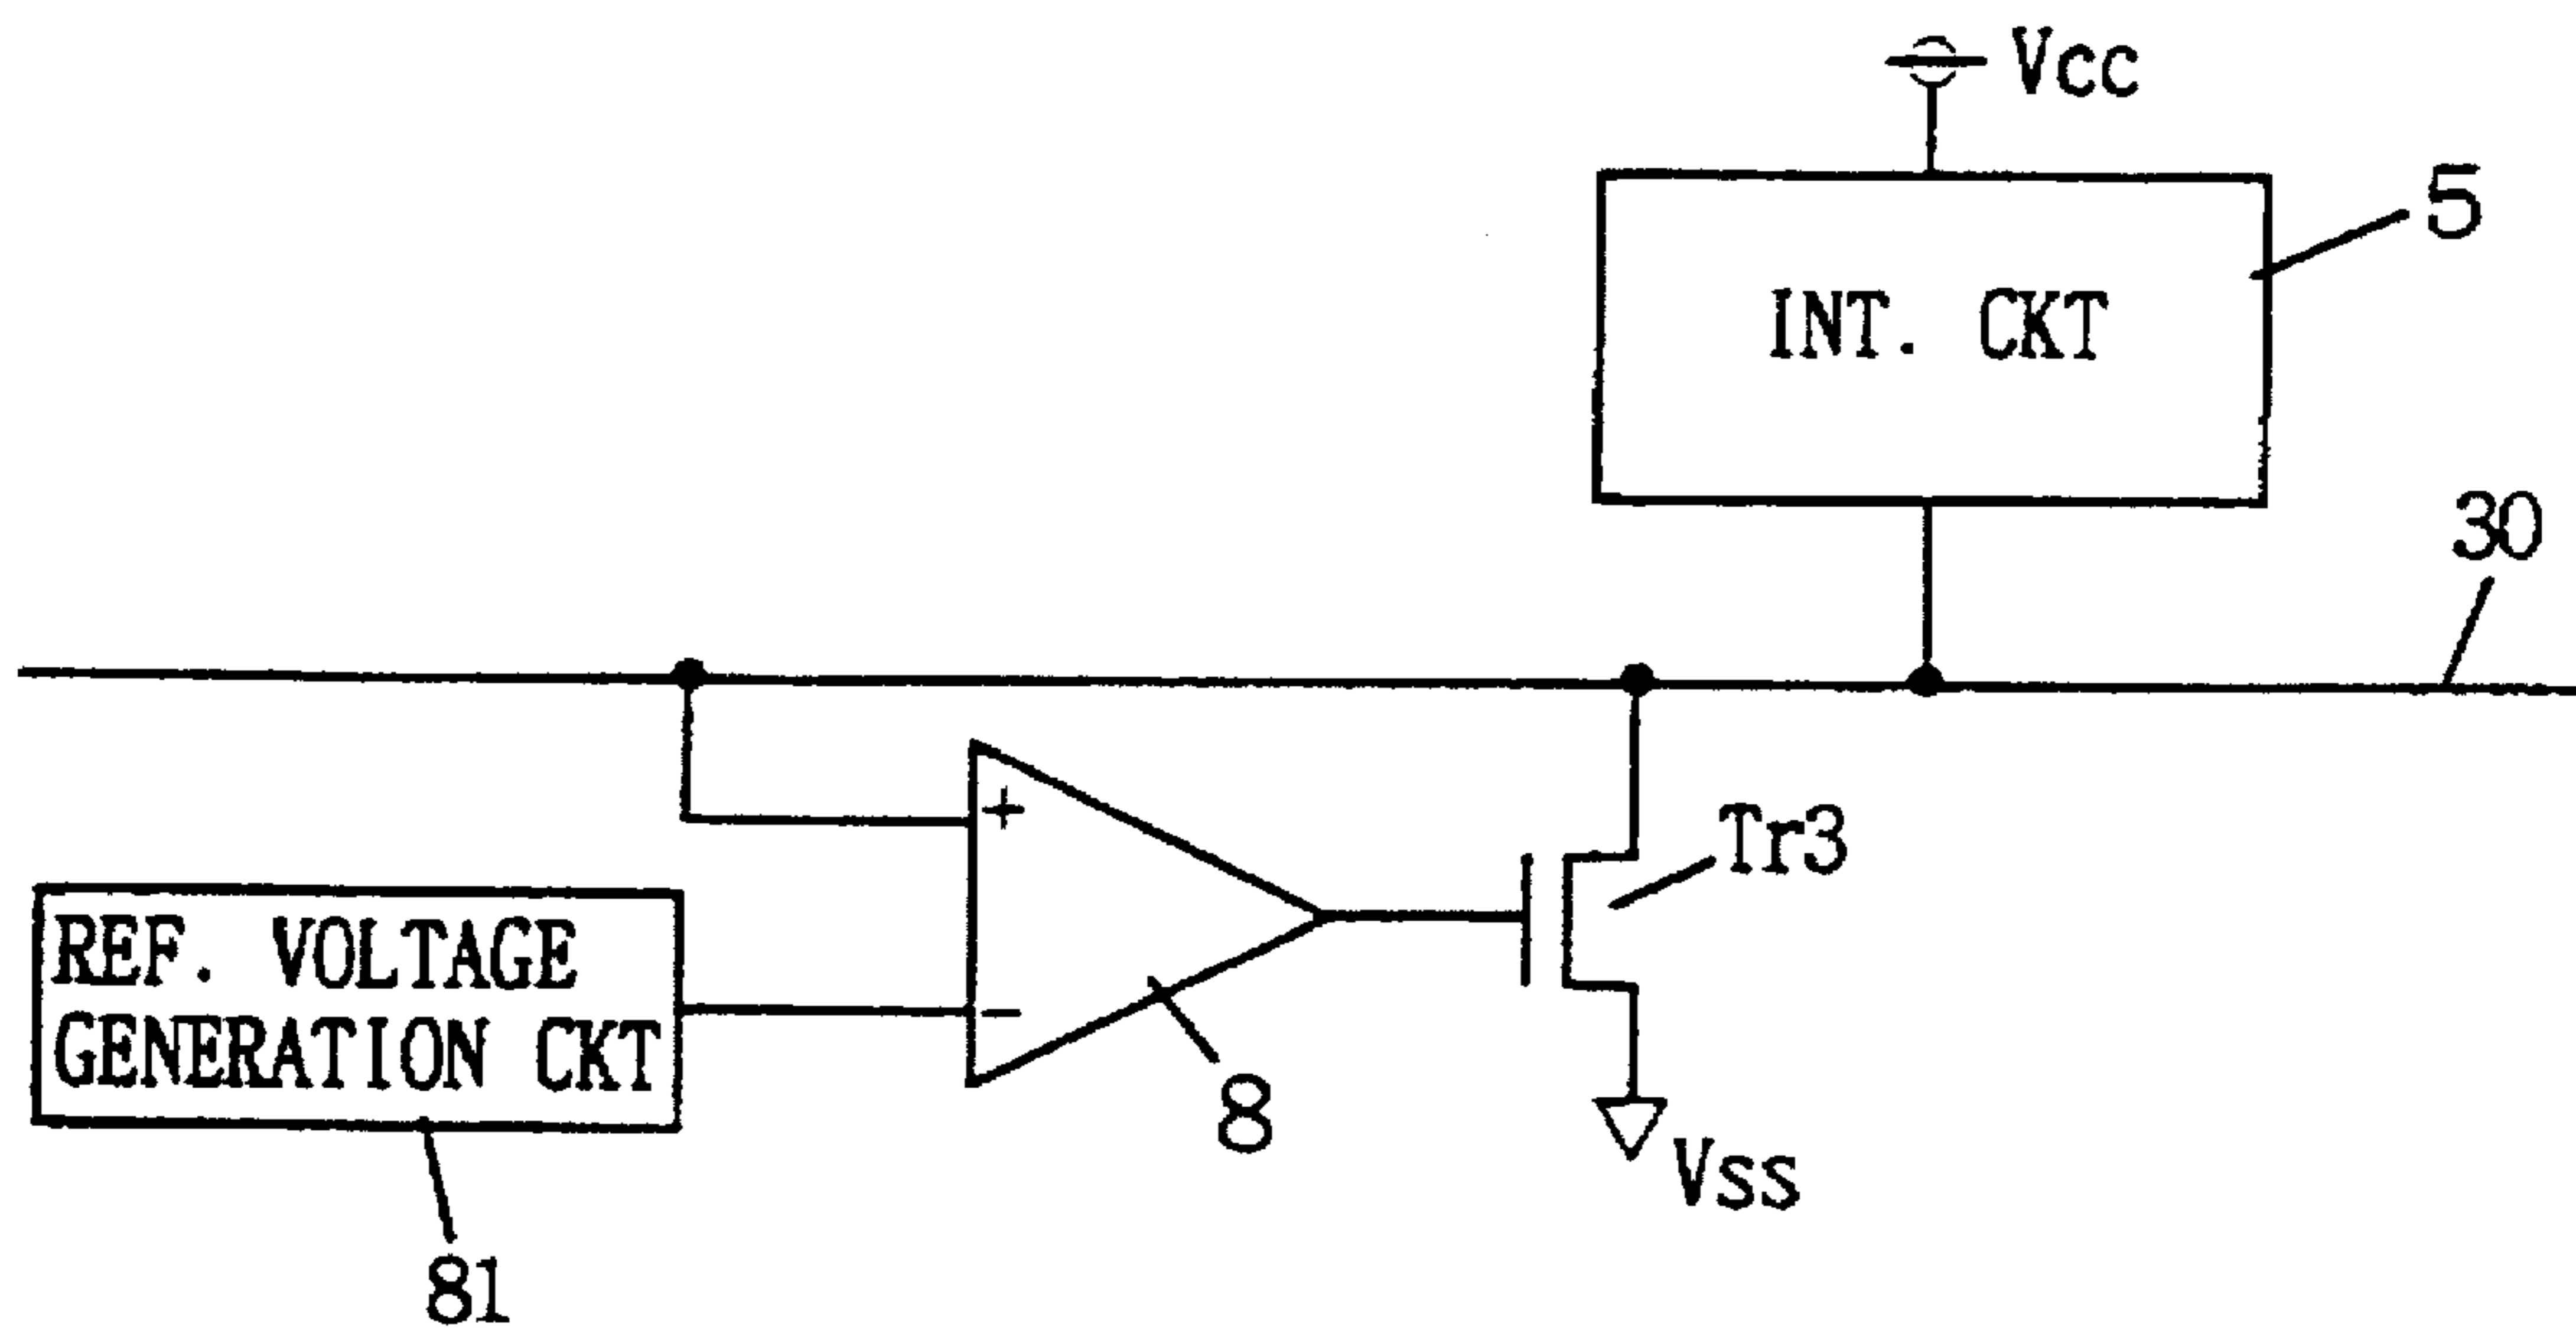 Vcc
5
INT. CKT
30
+
Tr3
REF. VOLTAGE
GENERATION CKT
−
8
Vss
81